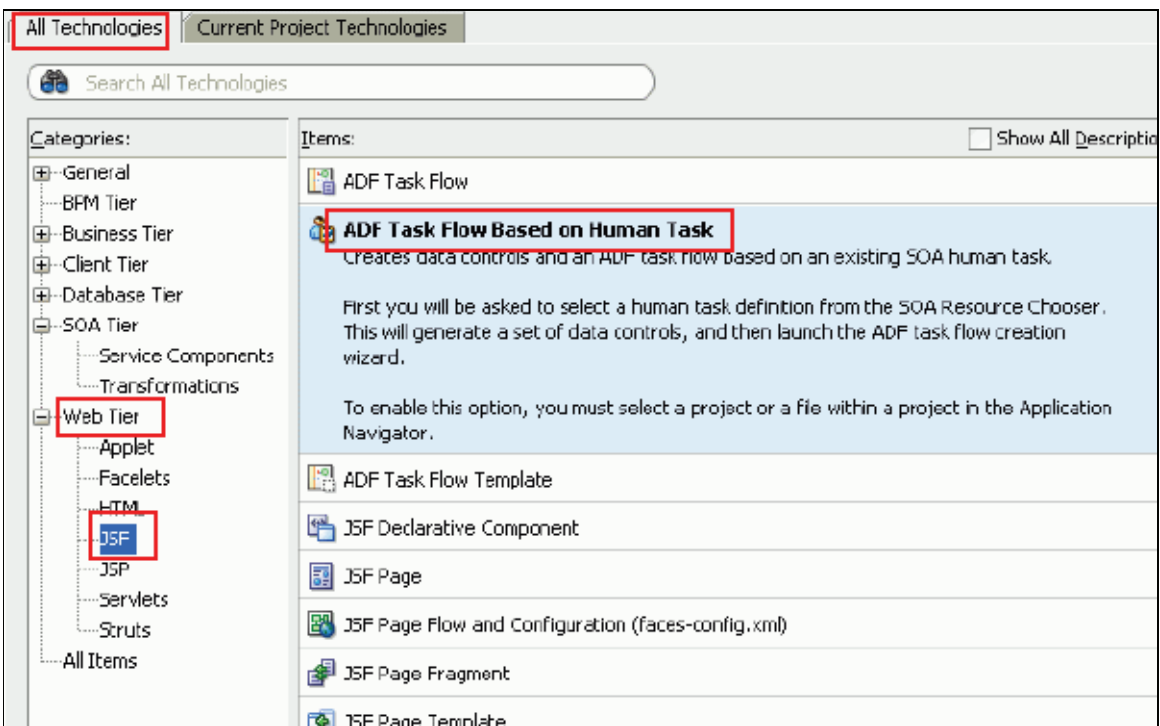 All Technologies
Current Project Technologies
Search All Technologies
Categories:
General
BPM Tier
Business Tier
Client Tier
Database Tier
SOA Tier
Service Components
Transformations
Web Tier
Applet
Facelets
HTML
JSF
JSP
Servlets
Struts
All Items
Items:
Show All Descriptio
ADF Task Flow
ADF Task Flow Based on Human Task
Creates data controls and an ADF task flow based on an existing SOA human task.
First you will be asked to select a human task definition from the SOA Resource Chooser.
This will generate a set of data controls, and then launch the ADF task flow creation
wizard.
To enable this option, you must select a project or a file within a project in the Application
Navigator.
ADF Task Flow Template
JSF Declarative Component
JSF Page
JSF Page Flow and Configuration (faces-config.xml)
JSF Page Fragment
JSF Page Template